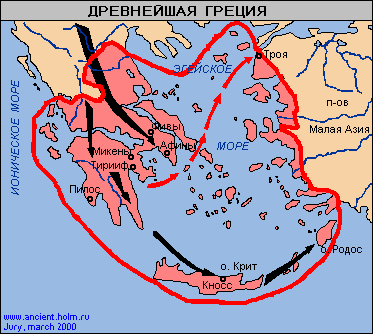 ДРЕВНЕЙШАЯ ГРЕЦИЯ
Троя
ЭГЕЙСКОЕ
ИОНИЧЕСКОЕ МОРЕ
п-ов
Малая Азия
Фивы
Микены
Афины
МОРЕ
Тирииф
Пилос
о. Родос
о. Крит
Кносс
www.ancient.holm.ru
Jury, march 2000